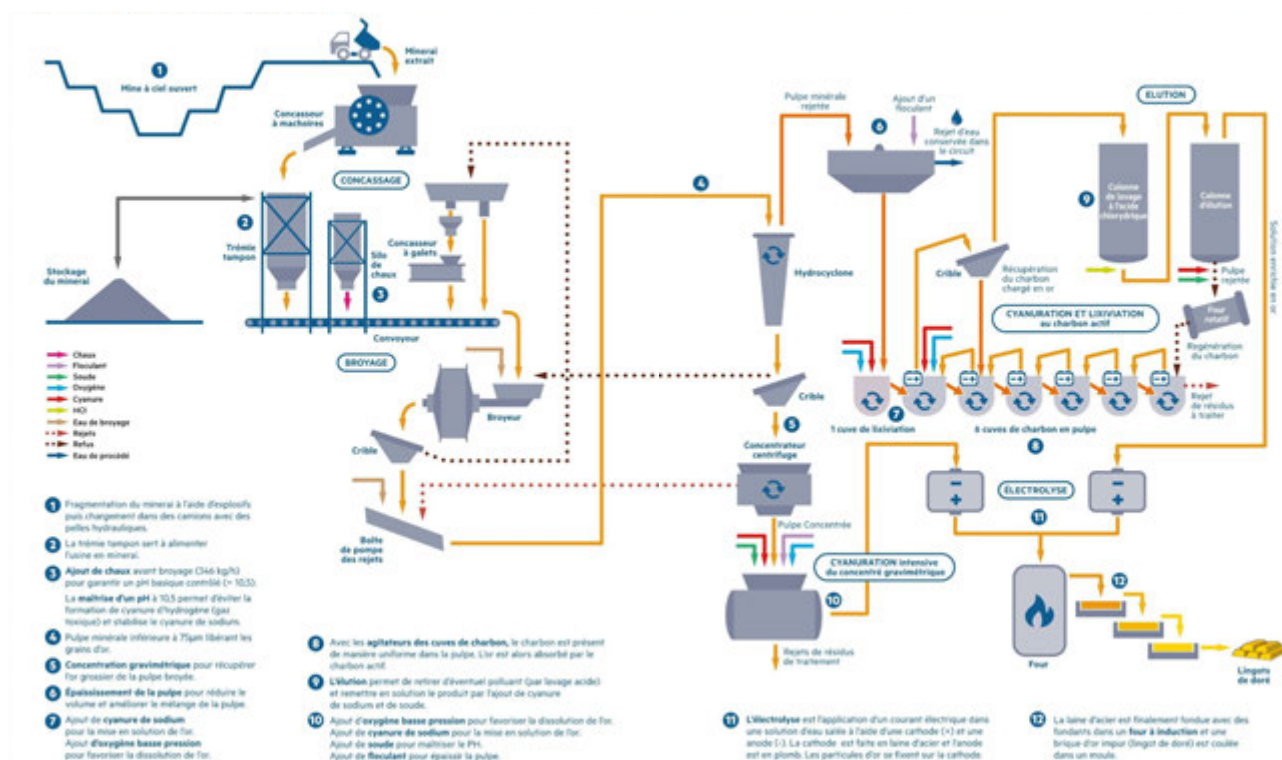 1
Mine à ciel ouvert
Minerai
extrait
Concasseur
à machoires
CONCASSAGE
2
Trémie
tampon
Stockage
du minerai
Silo
de chaux
3
Concasseur
à galets
Convoyeur
BROYAGE
Broyeur
Crible
Boîte
de pompe
des rejets
Chaux
Floculant
Soude
Oxygène
Cyanure
HCl
Eau de broyage
Rejets
Refus
Eau de procédé
4
Hydrocyclone
Pulpe minérale
rejetée
6
Ajout d'un
floculant
Rejet d'eau
conservée dans
le circuit
Crible
5
Concentrateur
centrifuge
Pulpe Concentrée
CYANURATION intensive
du concentré gravimétrique
10
Rejets de résidus
de traitement
ELUTION
9
Colonne
de lavage
à l'acide
chlorydrique
Colonne
d'élution
Solution enrichie en or
Pulpe
rejetée
Four
rotatif
Regénération
du charbon
Crible
Récupération
du charbon
chargé en or
CYANURATION ET LIXIVIATION
au charbon actif
7
1 cuve de lixiviation
6 cuves de charbon en pulpe
8
Rejet
de résidus
à traiter
ÉLECTROLYSE
11
Four
12
Lingots
de doré
1 Fragmentation du minerai à l'aide d'explosifs
puis chargement dans des camions avec des
pelles hydrauliques.
2 La trémie tampon sert à alimenter
l'usine en minerai.
3 Ajout de chaux avant broyage (346 kg/h)
pour garantir un pH basique contrôlé (= 10,5).
La maîtrise d'un pH à 10,5 permet d'éviter la
formation de cyanure d'hydrogène (gaz
toxique) et stabilise le cyanure de sodium.
4 Pulpe minérale inférieure à 75µm libérant les
grains d'or.
5 Concentration gravimétrique pour récupérer
l'or grossier de la pulpe broyée.
6 Épaississement de la pulpe pour réduire le
volume et améliorer le mélange de la pulpe.
7 Ajout de cyanure de sodium
pour la mise en solution de l'or.
Ajout d'oxygène basse pression
pour favoriser la dissolution de l'or.
8 Avec les agitateurs des cuves de charbon, le charbon est présent
de manière uniforme dans la pulpe. L'or est alors absorbé par le
charbon actif.
9 L'élution permet de retirer d'éventuel polluant (par lavage acide)
et remettre en solution le produit par l'ajout de cyanure
de sodium et de soude.
10 Ajout d'oxygène basse pression pour favoriser la dissolution de l'or.
Ajout de cyanure de sodium pour la mise en solution de l'or.
Ajout de soude pour maîtriser le PH.
Ajout de floculant pour épaissir la pulpe.
11 L'électrolyse est l'application d'un courant électrique dans
une solution d'eau salée à l'aide d'une cathode (+) et une
anode (-). La cathode est faite en laine d'acier et l'anode
est en plomb. Les particules d'or se fixent sur la cathode.
12 La laine d'acier est finalement fondue avec des
fondants dans un four à induction et une
brique d'or impur (lingot de doré) est coulée
dans un moule.